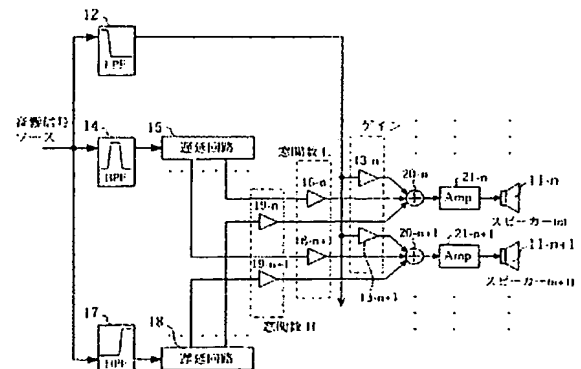 12
LPF
14
音響信号
ソース
BPF
15
遅延回路
ゲイン
窓関数L
13-n
20-n
21-n
11-n
16-n
Amp
19-n
スピーカー(n)
20-n+1
21-n+1
11-n+1
16-n+1
Amp
19-n+1
スピーカー(n+1)
13-n+1
窓関数H
17
HPF
18
遅延回路